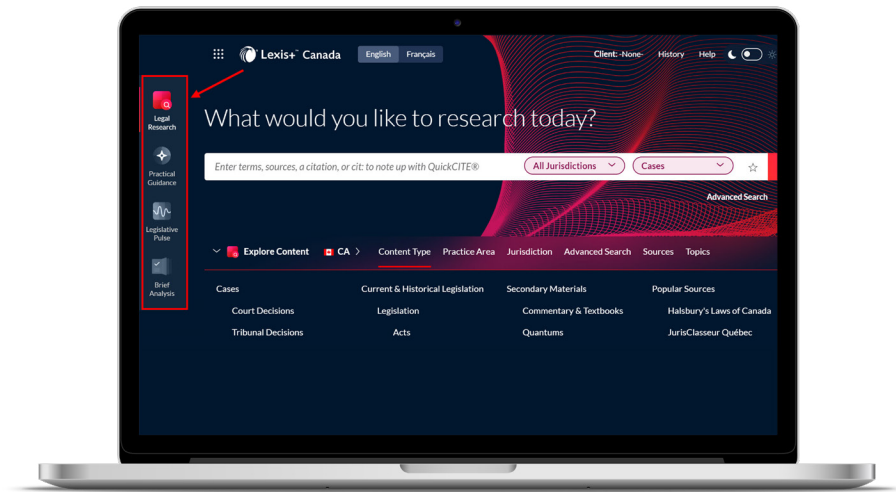 Lexis+™ Canada
English
Français
Client: -None-
History
Help
Legal
Research
Practical
Guidance
Legislative
Pulse
Brief
Analysis
What would you like to research today?
Enter terms, sources, a citation, or cit: to note up with QuickCITE®
All Jurisdictions
Cases
Advanced Search
Explore Content
CA
Content Type
Practice Area
Jurisdiction
Advanced Search
Sources
Topics
Cases
Court Decisions
Tribunal Decisions
Current & Historical Legislation
Legislation
Acts
Secondary Materials
Commentary & Textbooks
Quantums
Popular Sources
Halsbury's Laws of Canada
JurisClasseur Québec